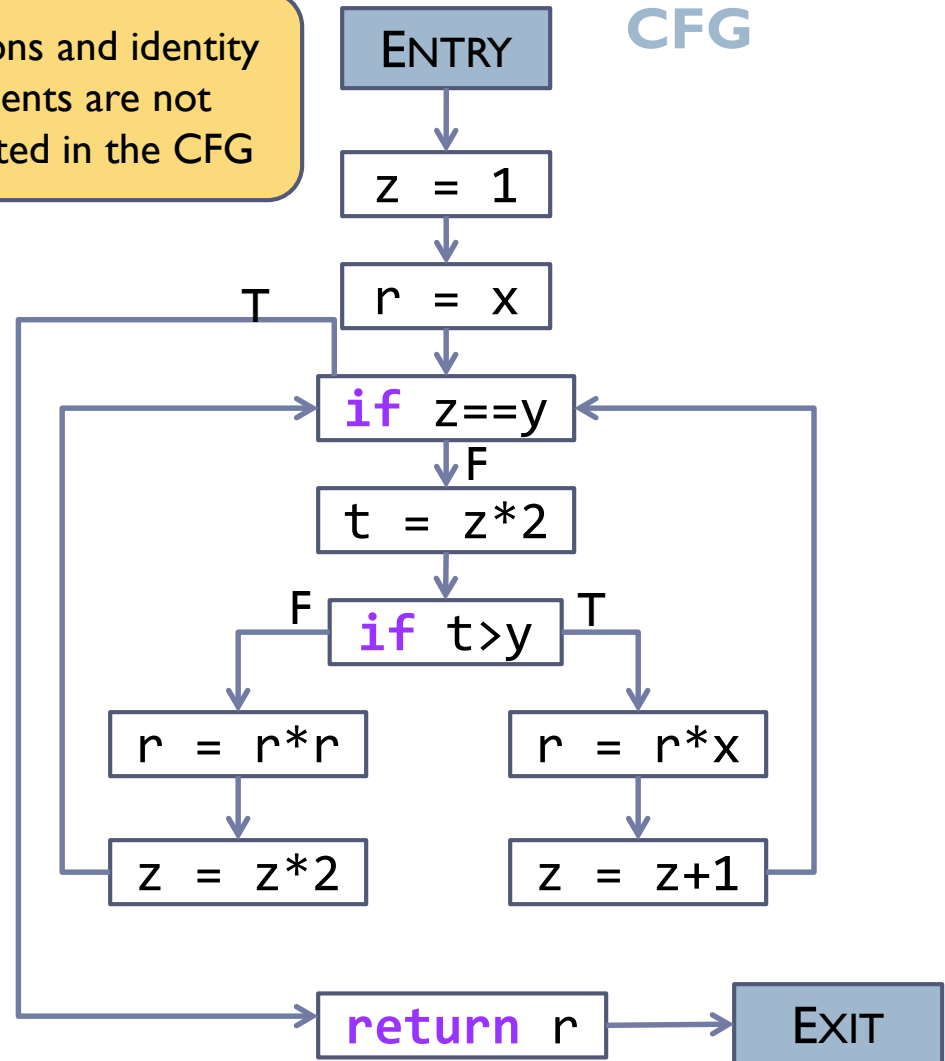 ons and identity
ents are not
ted in the CFG
CFG
ENTRY
z = 1
r = x
T
if z==y
F
t = z*2
F
if t>y
T
r = r*r
r = r*x
z = z*2
z = z+1
return r
EXIT